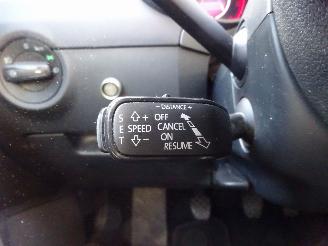 - DISTANCE +
S ⇧ + OFF
E SPEED CANCEL
T ⇩ - ON
RESUME